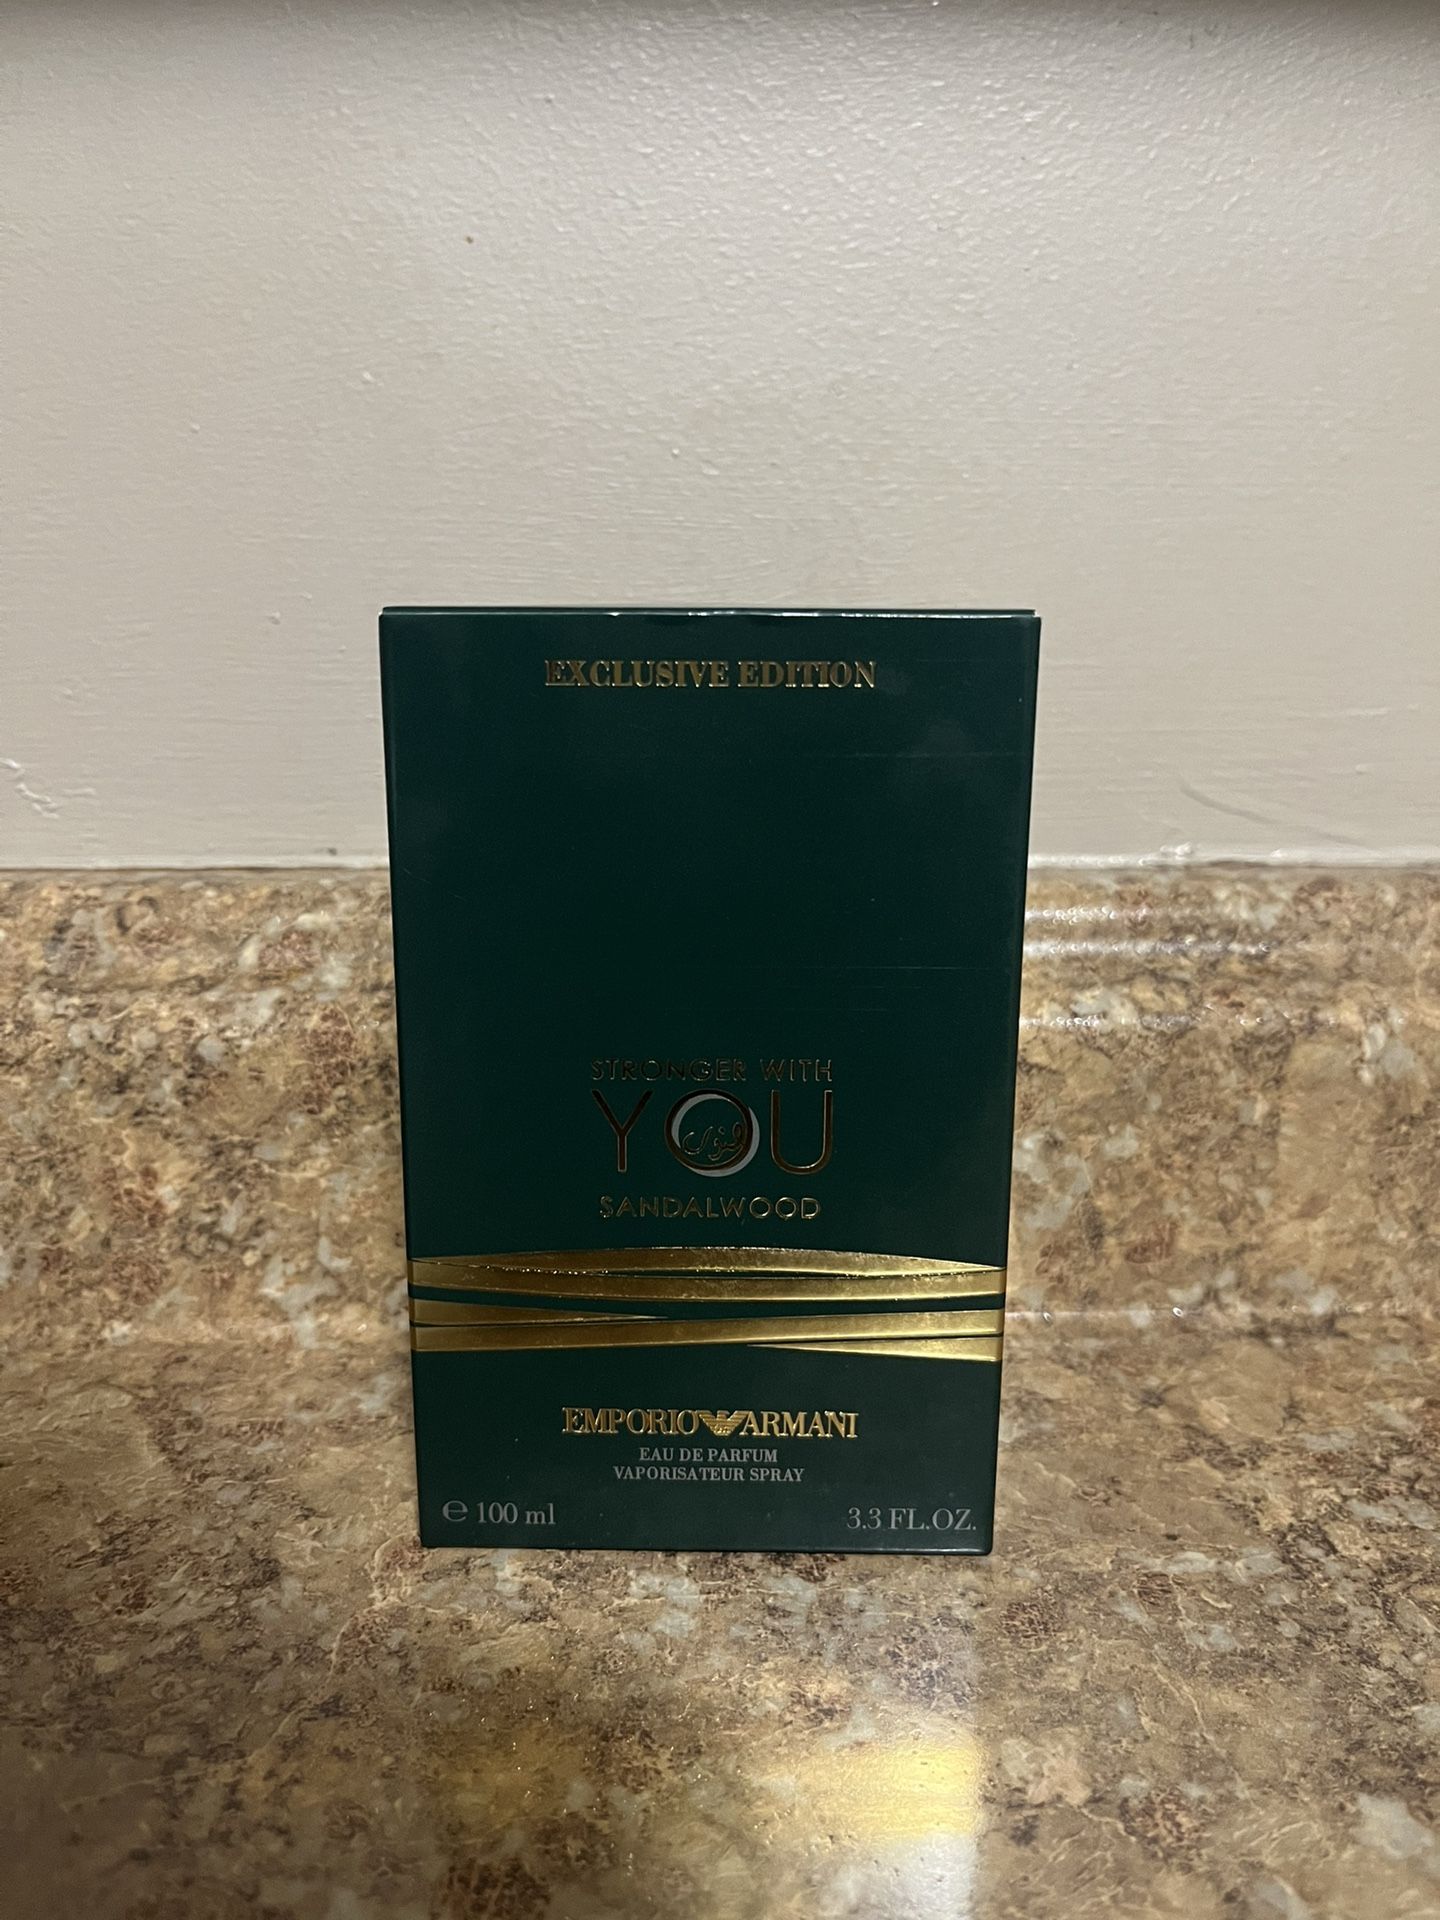 EXCLUSIVE EDITION
STRONGER WITH
YOU
SANDALWOOD
EMPORIO ARMANI
EAU DE PARFUM
VAPORISATEUR SPRAY
℮ 100 ml 3.3 FL.OZ.